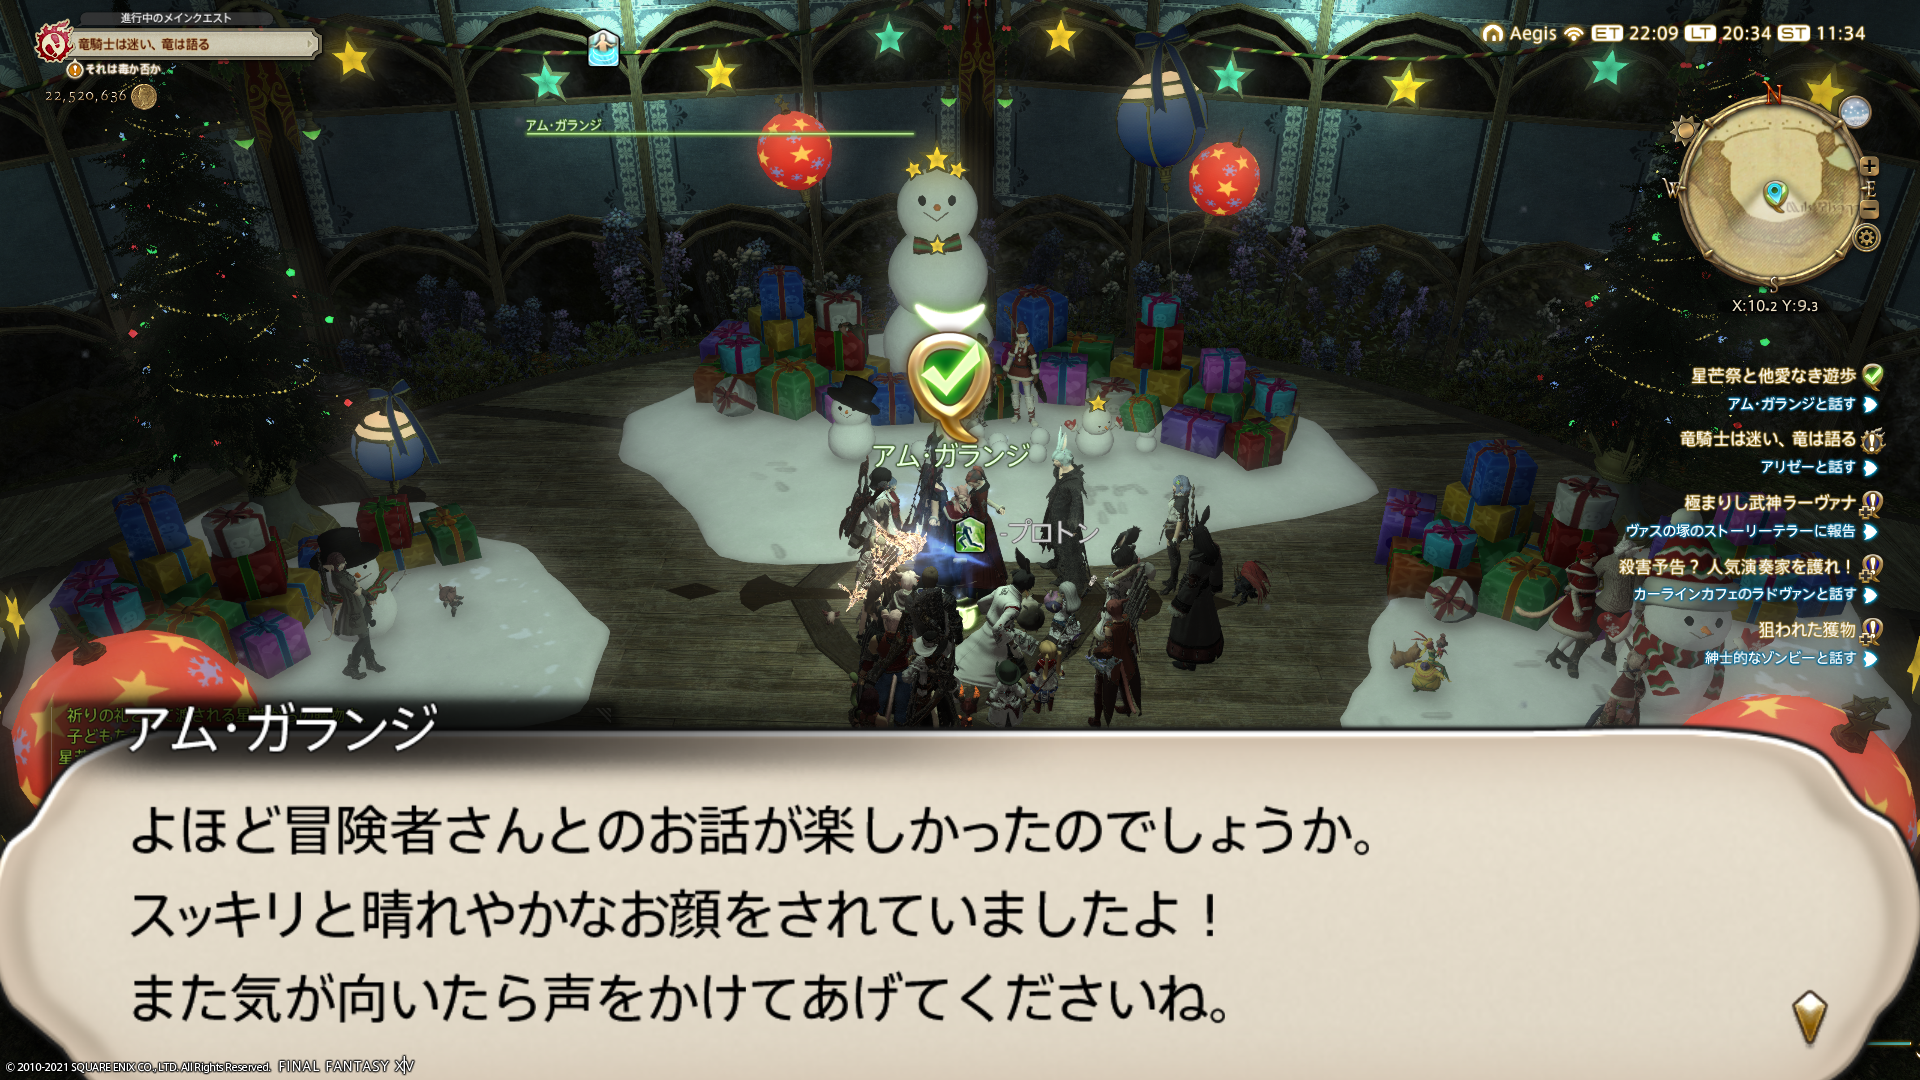 進行中のメインクエスト
竜騎士は迷い、竜は語る
それは毒か否か
22,520,636
Aegis ET 22:09 LT 20:34 ST 11:34
アム・ガランジ
N
W
E
S
X:10.2 Y:9.3
星芒祭と他愛なき遊歩
アム・ガランジと話す
竜騎士は迷い、竜は語る
アリゼーと話す
極まりし武神ラーヴァナ
ヴァスの塚のストーリーテラーに報告
殺害予告？ 人気演奏家を護れ！
カーラインカフェのラドヴァンと話す
狙われた獲物
紳士的なゾンビーと話す
アム・ガランジ
-プロトン
祈りの礼
子どもた
アム・ガランジ
よほど冒険者さんとのお話が楽しかったのでしょうか。
スッキリと晴れやかなお顔をされていましたよ！
また気が向いたら声をかけてあげてくださいね。
© 2010-2021 SQUARE ENIX CO., LTD. All Rights Reserved. FINAL FANTASY XIV